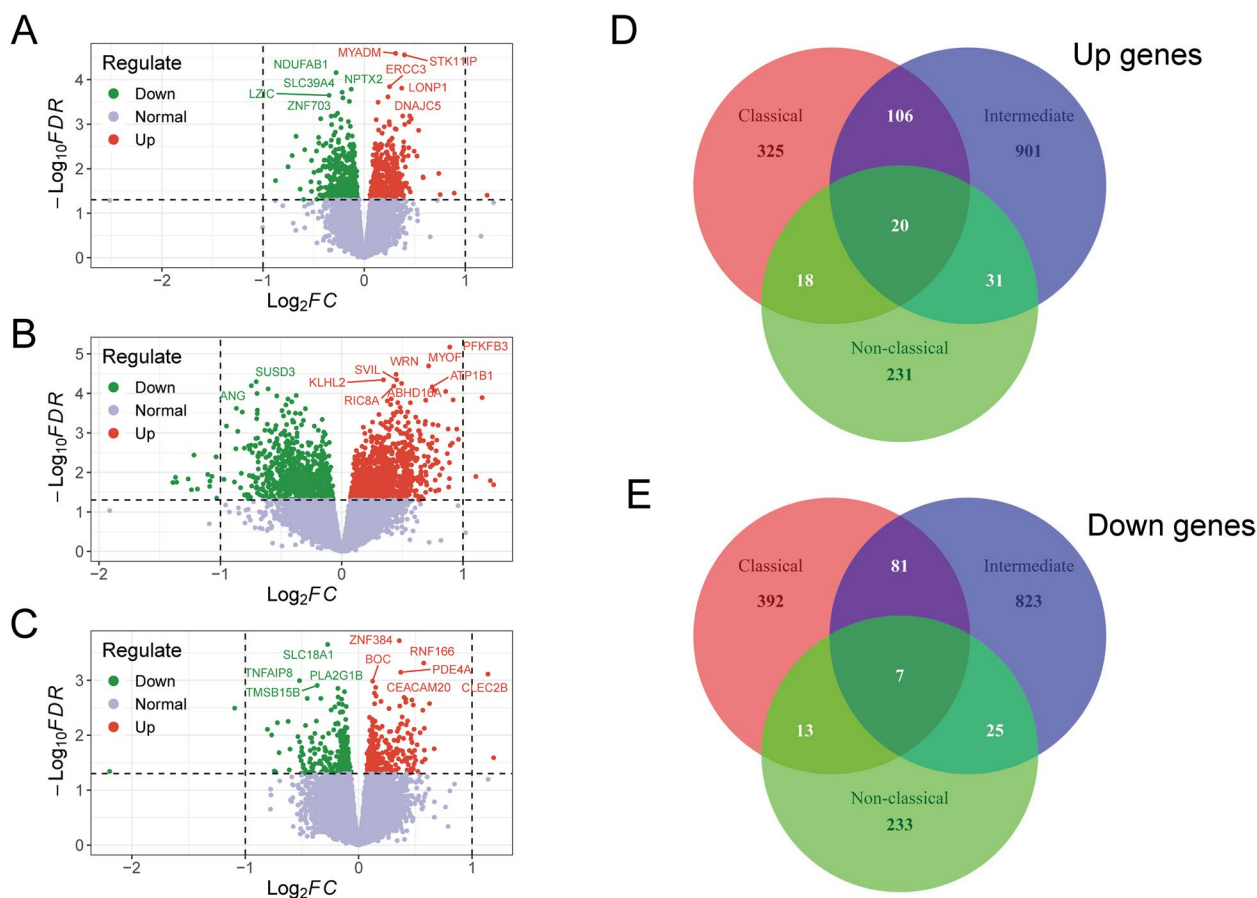 A
Regulate
Down
Normal
Up
MYADM
STK11IP
NDUFAB1
ERCC3
SLC39A4
NPTX2
LZIC
LONP1
ZNF703
DNAJC5
4
3
2
1
0
−Log10FDR
−2
−1
0
1
Log2FC
B
Regulate
Down
Normal
Up
PFKFB3
WRN
MYOF
SVIL
SUSD3
KLHL2
ATP1B1
ANG
RIC8A
ABHD16A
5
4
3
2
1
0
−Log10FDR
−2
−1
0
1
Log2FC
C
Regulate
Down
Normal
Up
ZNF384
SLC18A1
RNF166
BOC
TNFAIP8
PLA2G1B
PDE4A
TMSB15B
CEACAM20
CLEC2B
3
2
1
0
−Log10FDR
−2
−1
0
1
Log2FC
D
Up genes
Classical
325
106
Intermediate
901
20
18
31
Non-classical
231
E
Down genes
Classical
392
81
Intermediate
823
7
13
25
Non-classical
233